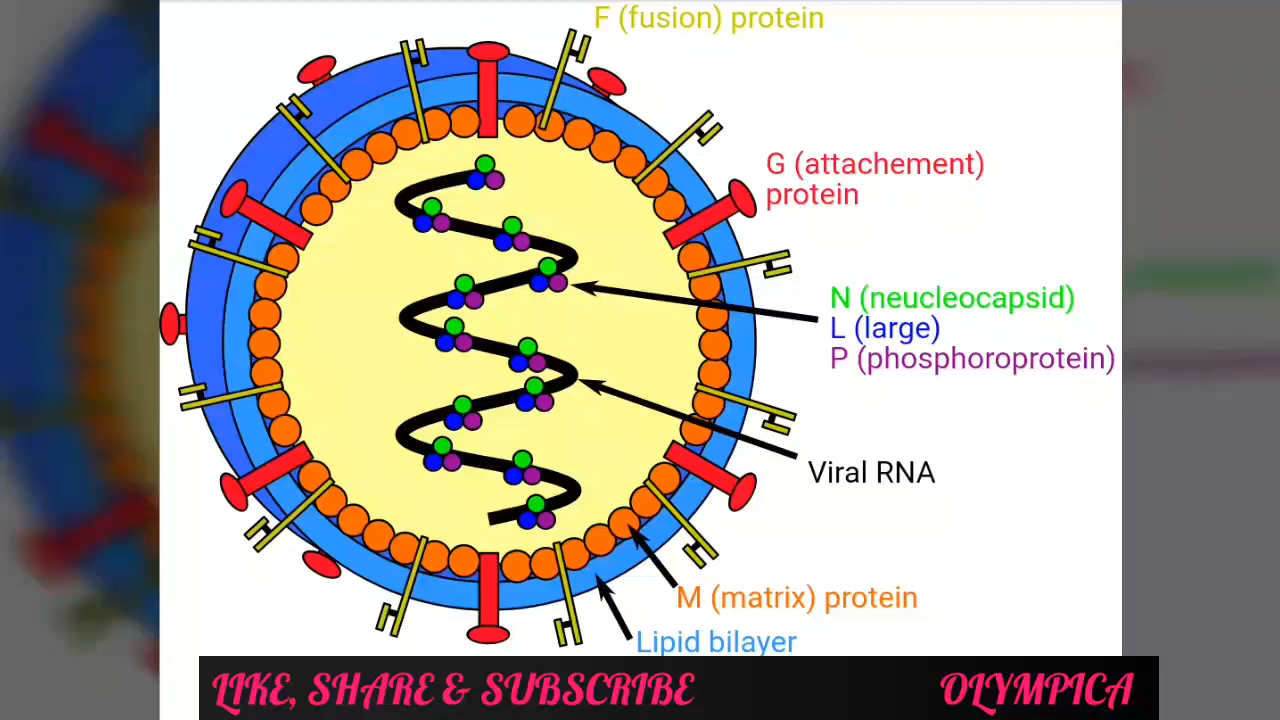 F (fusion) protein
G (attachement)
protein
N (neucleocapsid)
L (large)
P (phosphoroprotein)
Viral RNA
M (matrix) protein
Lipid bilayer
LIKE, SHARE & SUBSCRIBE OLYMPICA